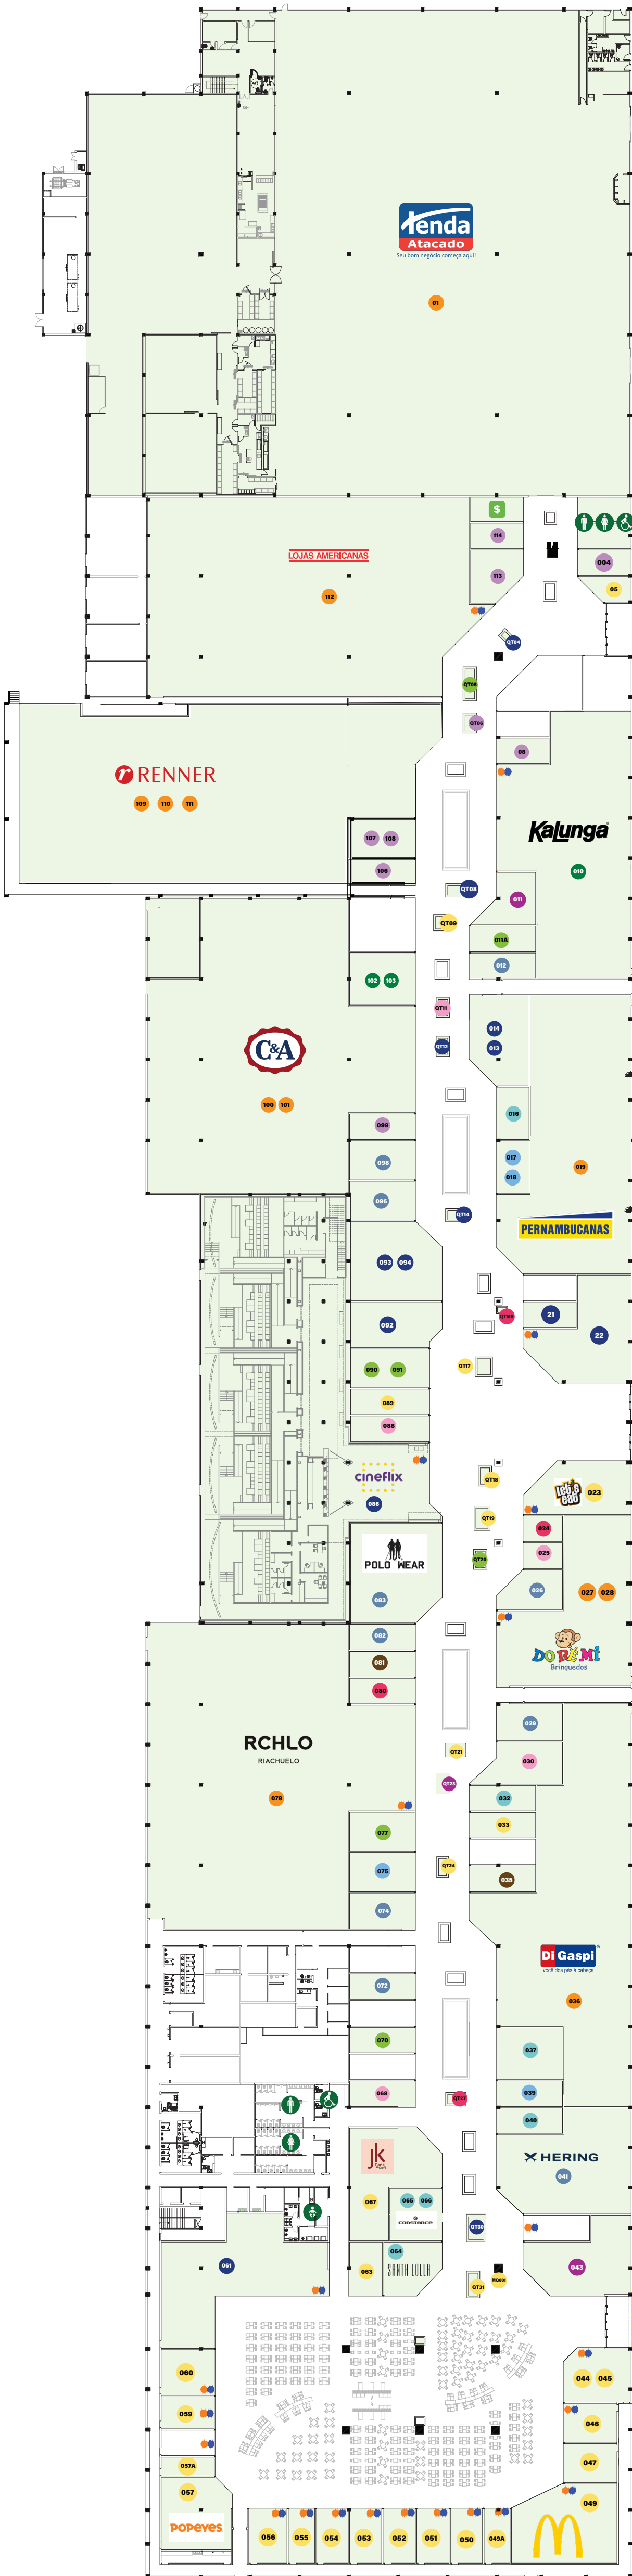 tenda
Atacado
Seu bom negócio começa aqui!
01
$
114
004
113
05
LOJAS AMERICANAS
112
QT04
QT05
QT06
08
RENNER
109 110 111
Kalunga
107 108
010
106
QT08
011
QT09
011A
012
102 103
QT11
014
QT12
013
C&A
100 101
016
099
017
098
018
019
096
QT14
PERNAMBUCANAS
093 094
21
22
092
QT17
090 091
089
088
cineflix
086
QT18
Let's Eat
023
QT19
024
POLO WEAR
QT20
025
026
027 028
083
082
DORÉMÍ
Brinquedos
081
080
029
RCHLO
RIACHUELO
QT21
030
QT23
078
032
077
033
QT24
075
035
074
Di Gaspi
você dos pés à cabeça
072
036
070
037
068
QT27
039
040
jk
HERING
041
067
065 066
CONSTANCE
QT30
064
061
063
SANTA LOLLA
043
QT31
MQ001
060
044 045
059
046
057A
047
057
049
POPEYES
056 055 054 053 052 051 050 049A